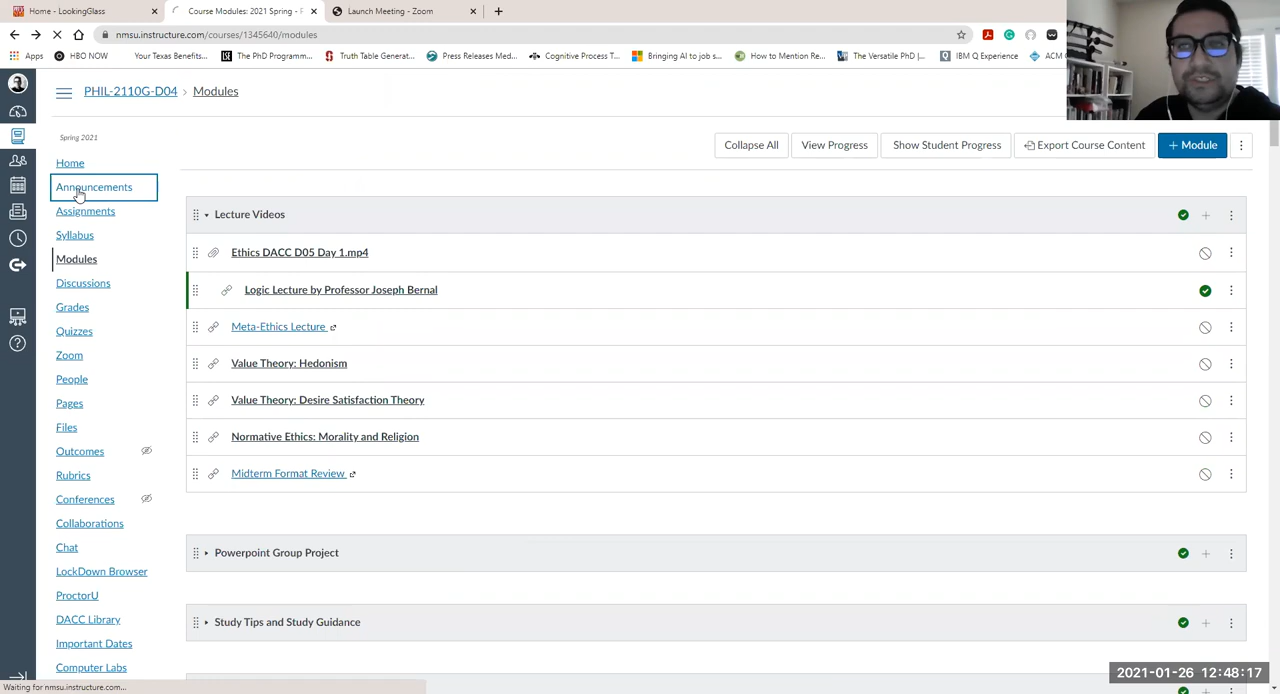 Home - LookingGlass
Course Modules: 2021 Spring - P
Launch Meeting - Zoom
nmsu.instructure.com/courses/1345640/modules
Apps
HBO NOW
Your Texas Benefits...
The PhD Programm...
Truth Table Generat...
Press Releases Med...
Cognitive Process T...
Bringing AI to job s...
How to Mention Re...
The Versatile PhD |...
IBM Q Experience
ACM
PHIL-2110G-D04 › Modules
Spring 2021
Collapse All
View Progress
Show Student Progress
Export Course Content
+ Module
Home
Announcements
Assignments
Syllabus
Modules
Discussions
Grades
Quizzes
Zoom
People
Pages
Files
Outcomes
Rubrics
Conferences
Collaborations
Chat
LockDown Browser
ProctorU
DACC Library
Important Dates
Computer Labs
Lecture Videos
Ethics DACC D05 Day 1.mp4
Logic Lecture by Professor Joseph Bernal
Meta-Ethics Lecture
Value Theory: Hedonism
Value Theory: Desire Satisfaction Theory
Normative Ethics: Morality and Religion
Midterm Format Review
Powerpoint Group Project
Study Tips and Study Guidance
Waiting for nmsu.instructure.com...
2021-01-26 12:48:17